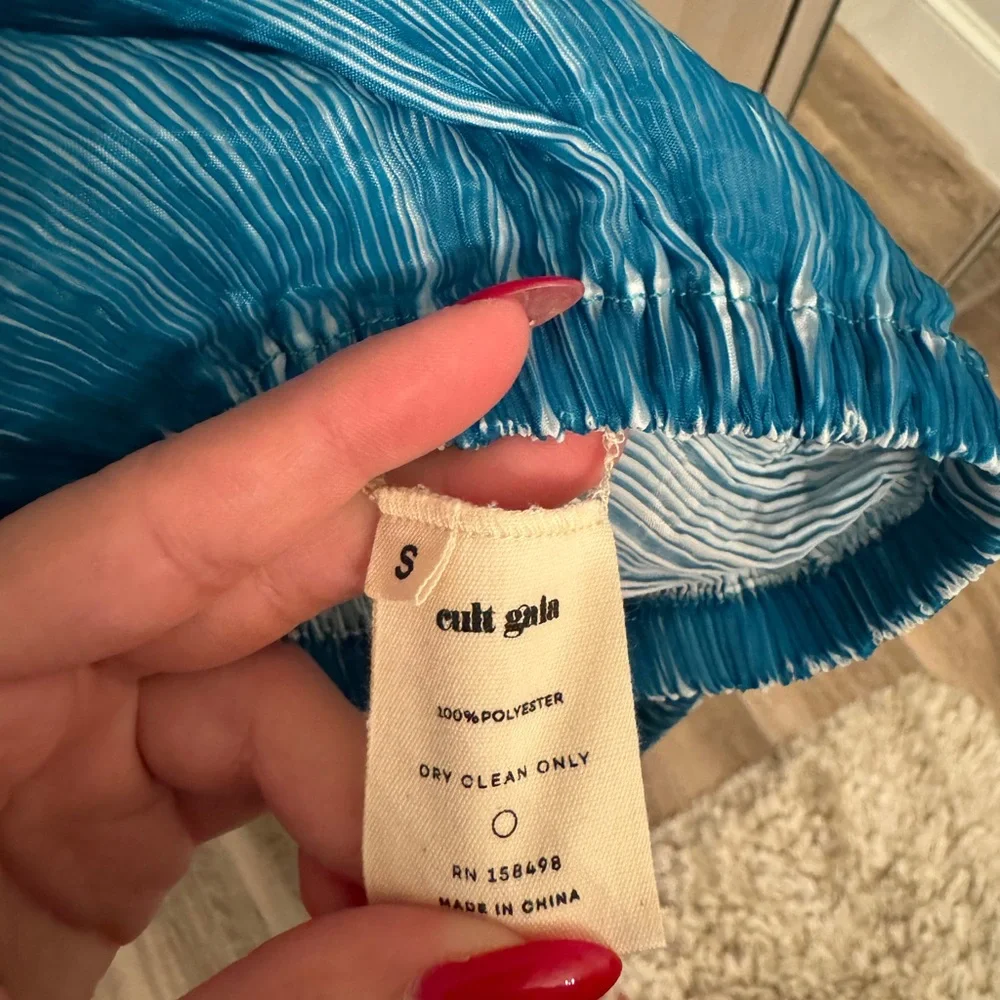 S
cult gaia
100% POLYESTER
DRY CLEAN ONLY
RN 158498
MADE IN CHINA